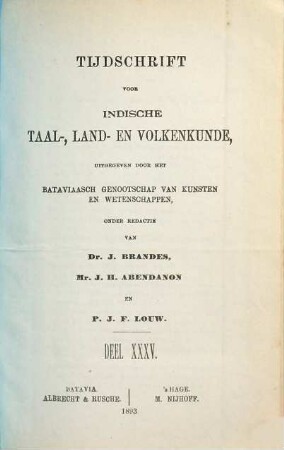 TIJDSCHRIFT
VOOR
INDISCHE
TAAL-, LAND- EN VOLKENKUNDE,
UITGEGEVEN DOOR HET
BATAVIAASCH GENOOTSCHAP VAN KUNSTEN
EN WETENSCHAPPEN,
ONDER REDACTIE
VAN
Dr. J. BRANDES,
Mr. J. H. ABENDANON
EN
P. J. F. LOUW.
DEEL XXXV.
BATAVIA. 'S HAGE.
ALBRECHT & RUSCHE. M. NIJHOFF.
1893